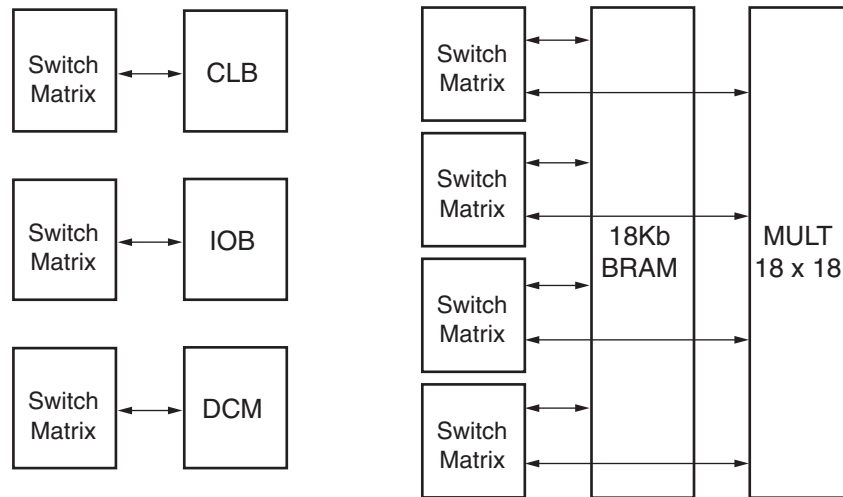 Switch
Matrix
CLB
Switch
Matrix
IOB
Switch
Matrix
DCM
Switch
Matrix
Switch
Matrix
Switch
Matrix
Switch
Matrix
18Kb
BRAM
MULT
18 x 18